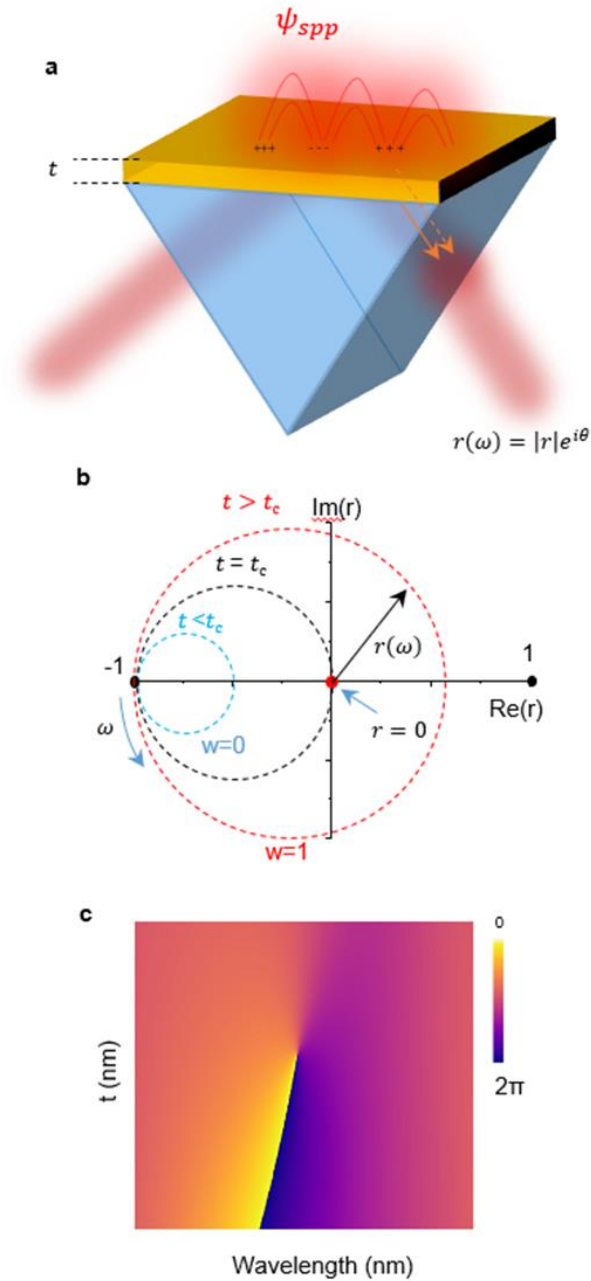 ψspp
a
t
+++ --- +++
r(ω) = |r|e^{iθ}
b
t > tc
Im(r)
t = tc
t <tc
r(ω)
-1
1
Re(r)
ω
w=0
r = 0
w=1
c
0
t (nm)
2π
Wavelength (nm)